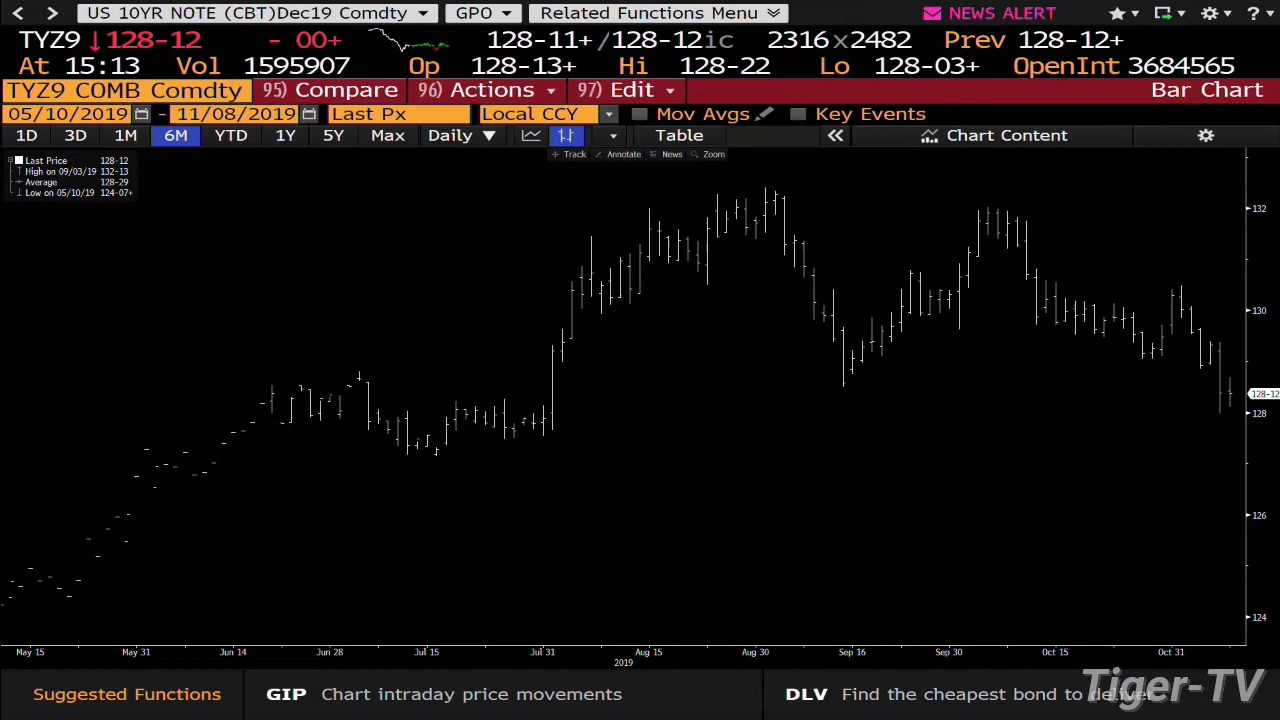 US 10YR NOTE (CBT)Dec19 Comdty GPO Related Functions Menu NEWS ALERT ?
TYZ9 ↓128-12 - 00+ 128-11+/128-12ic 2316x2482 Prev 128-12+
At 15:13 Vol 1595907 Op 128-13+ Hi 128-22 Lo 128-03+ OpenInt 3684565
TYZ9 COMB Comdty 95) Compare 96) Actions 97) Edit Bar Chart
05/10/2019 - 11/08/2019 Last Px Local CCY Mov Avgs Key Events
1D 3D 1M 6M YTD 1Y 5Y Max Daily ▼ Table Chart Content
Track Annotate News Zoom
Last Price 128-12
High on 09/03/19 132-13
Average 128-29
Low on 05/10/19 124-07+
132
130
128-12
128
126
124
May 15 May 31 Jun 14 Jun 28 Jul 15 Jul 31 Aug 15 Aug 30 Sep 16 Sep 30 Oct 15 Oct 31
2019
Suggested Functions GIP Chart intraday price movements DLV Find the cheapest bond to deliver
Tiger-TV